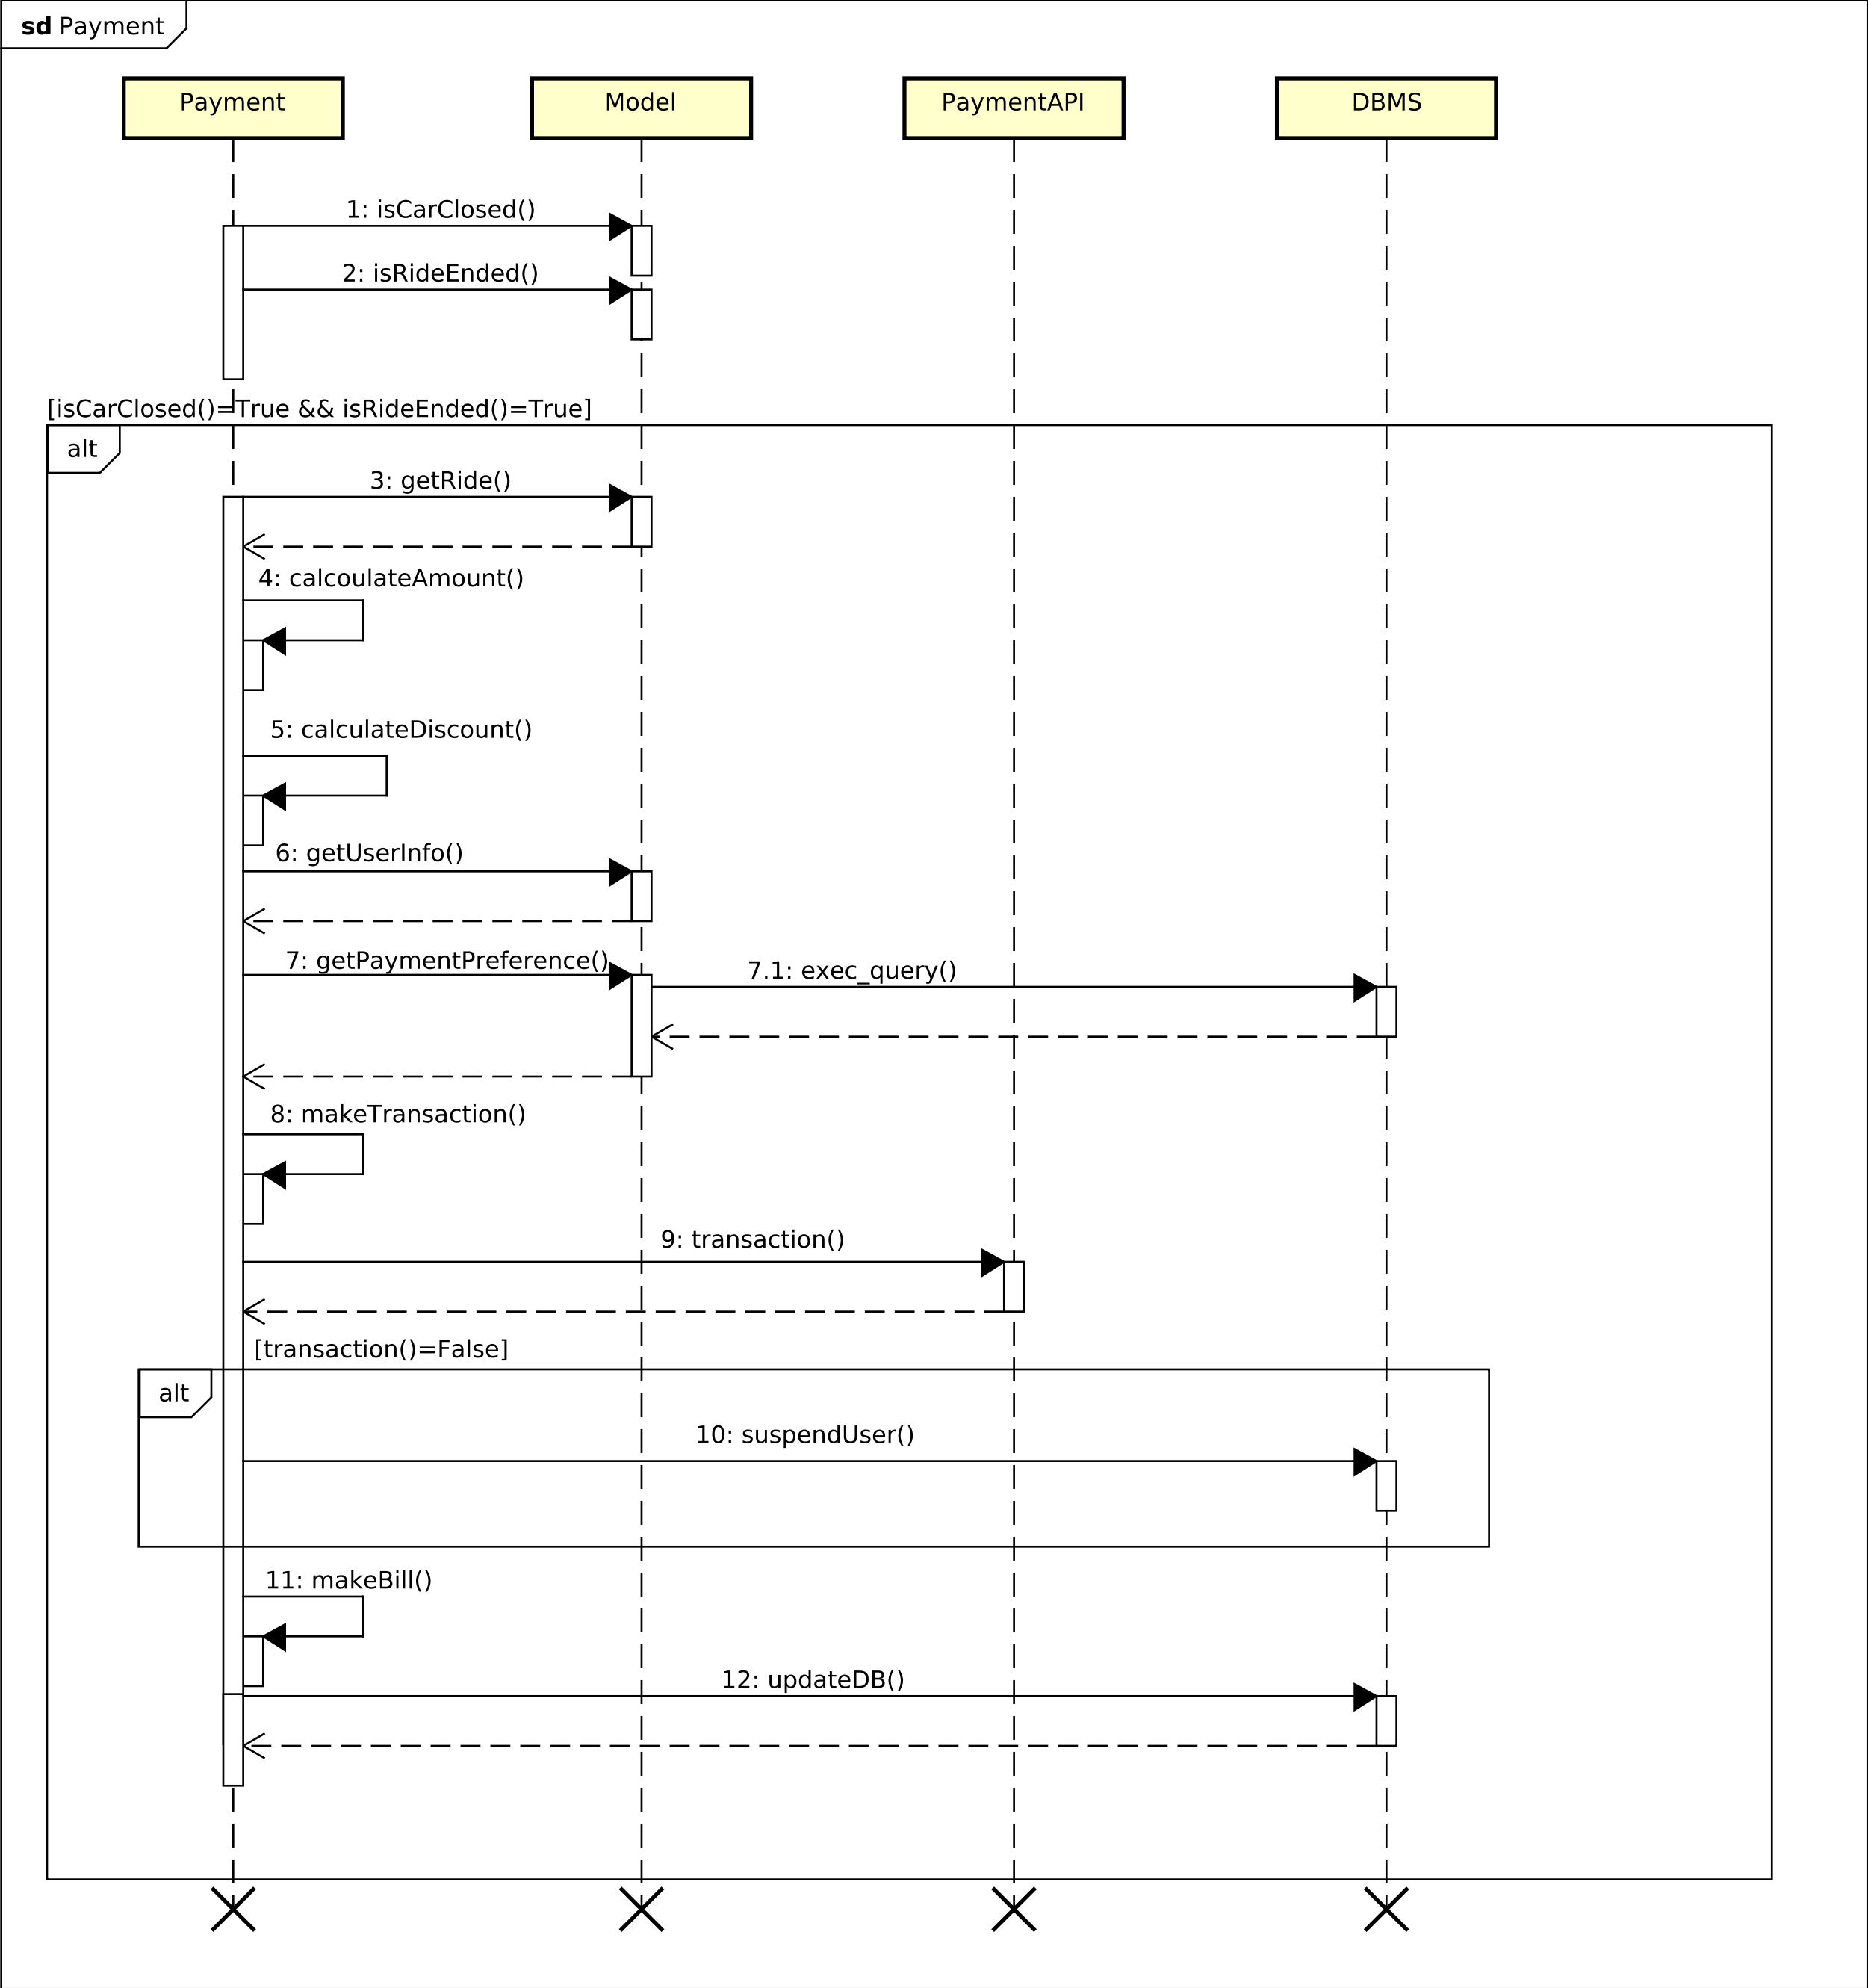 sd Payment
Payment
Model
PaymentAPI
DBMS
1: isCarClosed()
2: isRideEnded()
[isCarClosed()=True && isRideEnded()=True]
alt
3: getRide()
4: calcoulateAmount()
5: calculateDiscount()
6: getUserInfo()
7: getPaymentPreference()
7.1: exec_query()
8: makeTransaction()
9: transaction()
[transaction()=False]
alt
10: suspendUser()
11: makeBill()
12: updateDB()